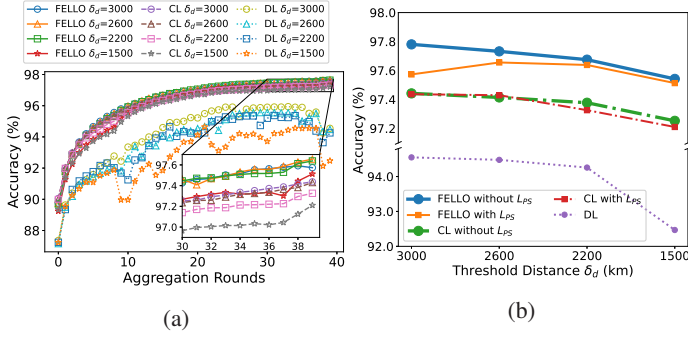 FELLO δd=3000 CL δd=3000 DL δd=3000
FELLO δd=2600 CL δd=2600 DL δd=2600
FELLO δd=2200 CL δd=2200 DL δd=2200
FELLO δd=1500 CL δd=1500 DL δd=1500
98
96
94
92
90
88
Accuracy (%)
97.6
97.4
97.2
97.0
30 32 34 36 38
0 10 20 30 40
Aggregation Rounds
(a)
98.0
97.8
97.6
97.4
97.2
94.0
93.0
92.0
Accuracy (%)
FELLO without LPS
FELLO with LPS
CL without LPS
CL with LPS
DL
3000 2600 2200 1500
Threshold Distance δd (km)
(b)